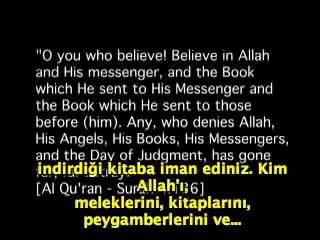 "O you who believe! Believe in Allah
and His messenger, and the Book
which He sent to His Messenger and
the Book which He sent to those
before (him). Any, who denies Allah,
His Angels, His Books, His Messengers,
and the Day of Judgment, has gone
indirdiği kitaba iman ediniz. Kim
Allah'ı,
[Al Qur'an - Sura 36]
meleklerini, kitaplarını,
peygamberlerini ve...